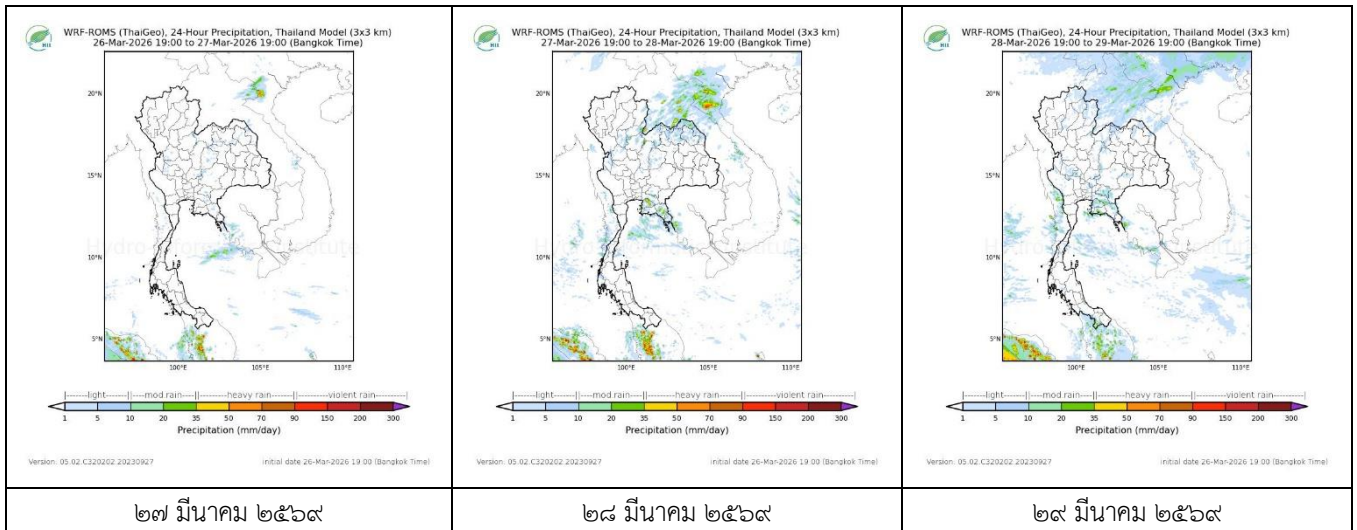 WRF-ROMS (ThaiGeo), 24-Hour Precipitation, Thailand Model (3x3 km)
26-Mar-2026 19:00 to 27-Mar-2026 19:00 (Bangkok Time)
20°N
15°N
10°N
5°N
100°E 105°E 110°E
light mod rain heavy rain violent rain
1 5 10 20 35 50 70 90 150 200 300
Precipitation (mm/day)
Version: 05.02.C320202.20230927 initial date 26-Mar-2026 19:00 (Bangkok Time)
๒๗ มีนาคม ๒๕๖๙
WRF-ROMS (ThaiGeo), 24-Hour Precipitation, Thailand Model (3x3 km)
27-Mar-2026 19:00 to 28-Mar-2026 19:00 (Bangkok Time)
20°N
15°N
10°N
5°N
100°E 105°E 110°E
light mod rain heavy rain violent rain
1 5 10 20 35 50 70 90 150 200 300
Precipitation (mm/day)
Version: 05.02.C320202.20230927 initial date 26-Mar-2026 19:00 (Bangkok Time)
๒๘ มีนาคม ๒๕๖๙
WRF-ROMS (ThaiGeo), 24-Hour Precipitation, Thailand Model (3x3 km)
28-Mar-2026 19:00 to 29-Mar-2026 19:00 (Bangkok Time)
20°N
15°N
10°N
5°N
100°E 105°E 110°E
light mod rain heavy rain violent rain
1 5 10 20 35 50 70 90 150 200 300
Precipitation (mm/day)
Version: 05.02.C320202.20230927 initial date 26-Mar-2026 19:00 (Bangkok Time)
๒๙ มีนาคม ๒๕๖๙